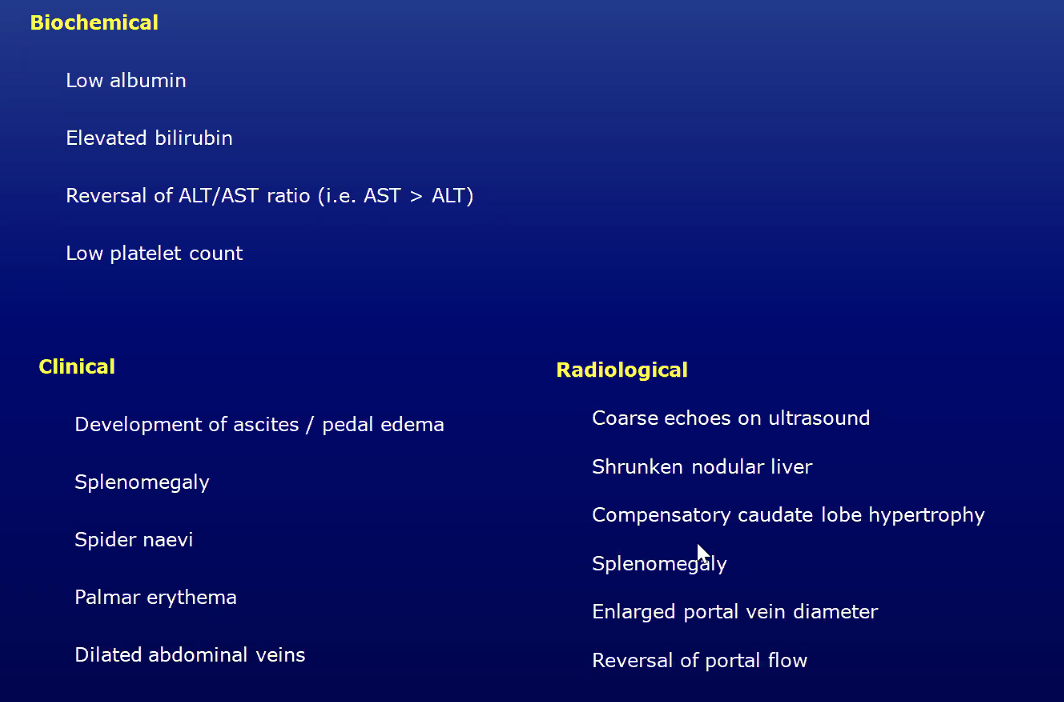 Biochemical
Low albumin
Elevated bilirubin
Reversal of ALT/AST ratio (i.e. AST > ALT)
Low platelet count
Clinical
Development of ascites / pedal edema
Splenomegaly
Spider naevi
Palmar erythema
Dilated abdominal veins
Radiological
Coarse echoes on ultrasound
Shrunken nodular liver
Compensatory caudate lobe hypertrophy
Splenomegaly
Enlarged portal vein diameter
Reversal of portal flow